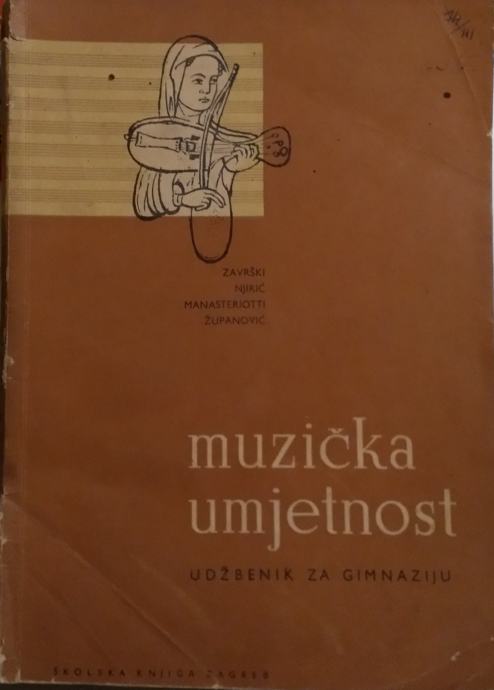 ZAVRŠKI
NJIRIĆ
MANASTERIOTTI
ŽUPANOVIĆ
muzička
umjetnost
UDŽBENIK ZA GIMNAZIJU
ŠKOLSKA KNJIGA ZAGREB